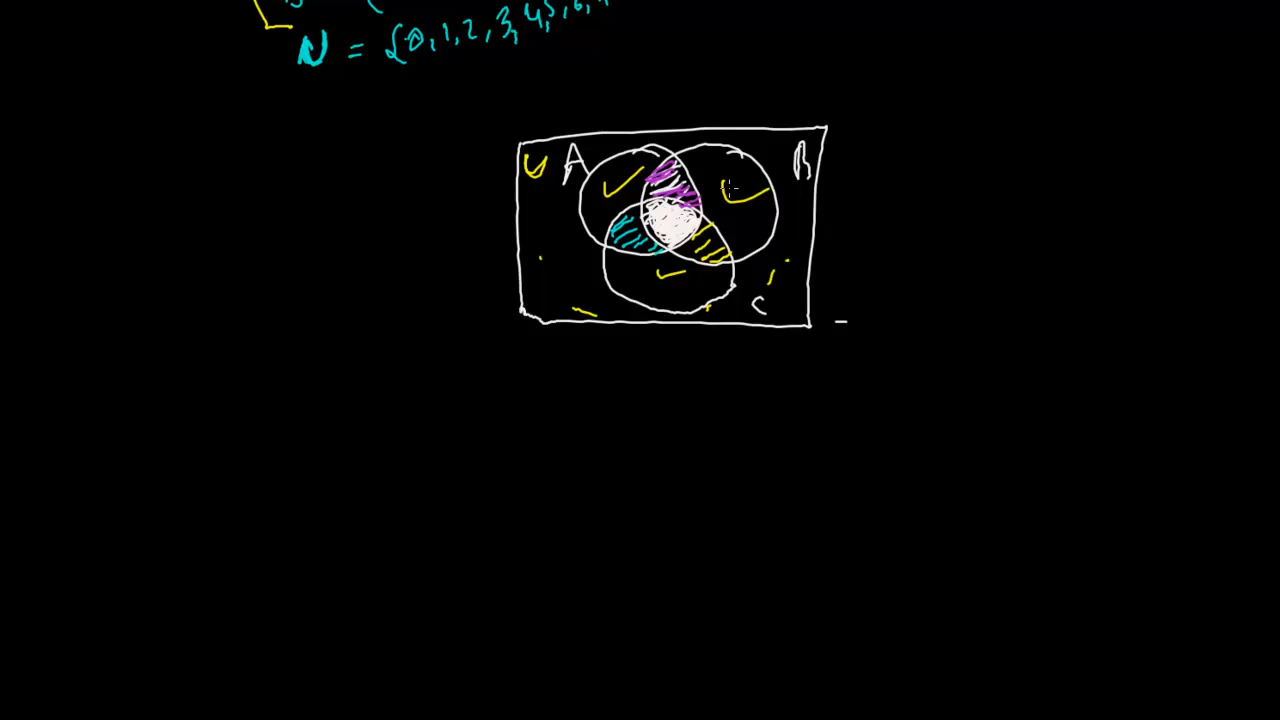 N = {0, 1, 2, 3, 4, 5, 6,
U A B
C